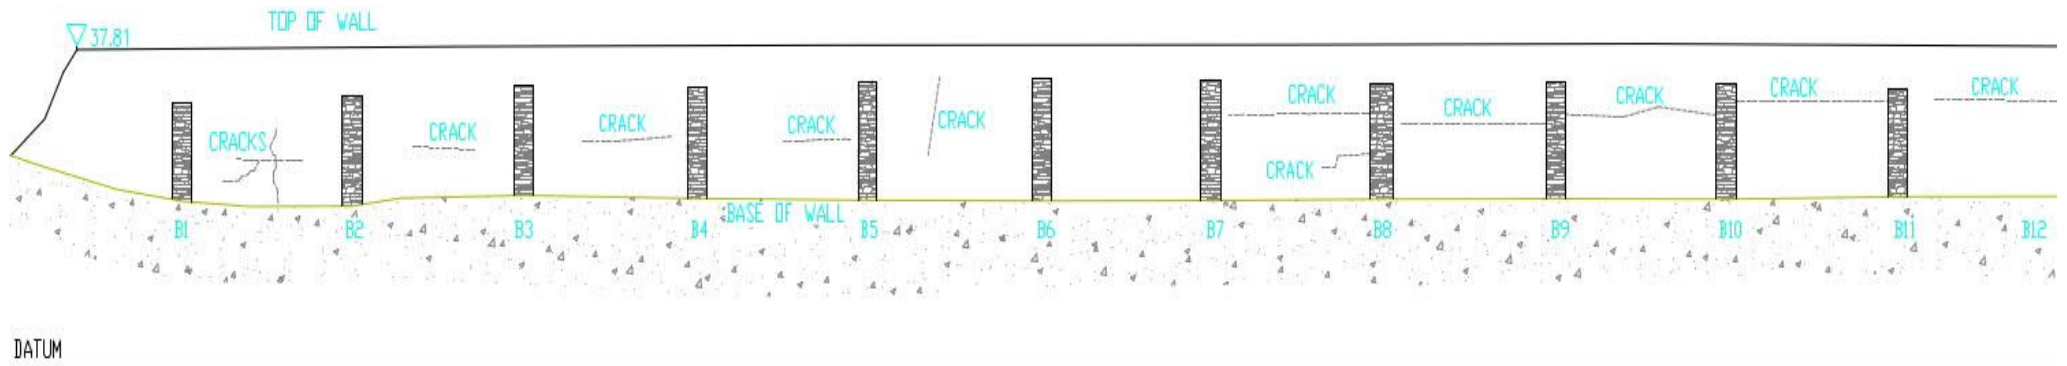 TOP OF WALL
37.81
CRACKS
CRACK
CRACK
CRACK
CRACK
CRACK
CRACK
CRACK
CRACK
CRACK
CRACK
BASE OF WALL
B1
B2
B3
B4
B5
B6
B7
B8
B9
B10
B11
B12
DATUM